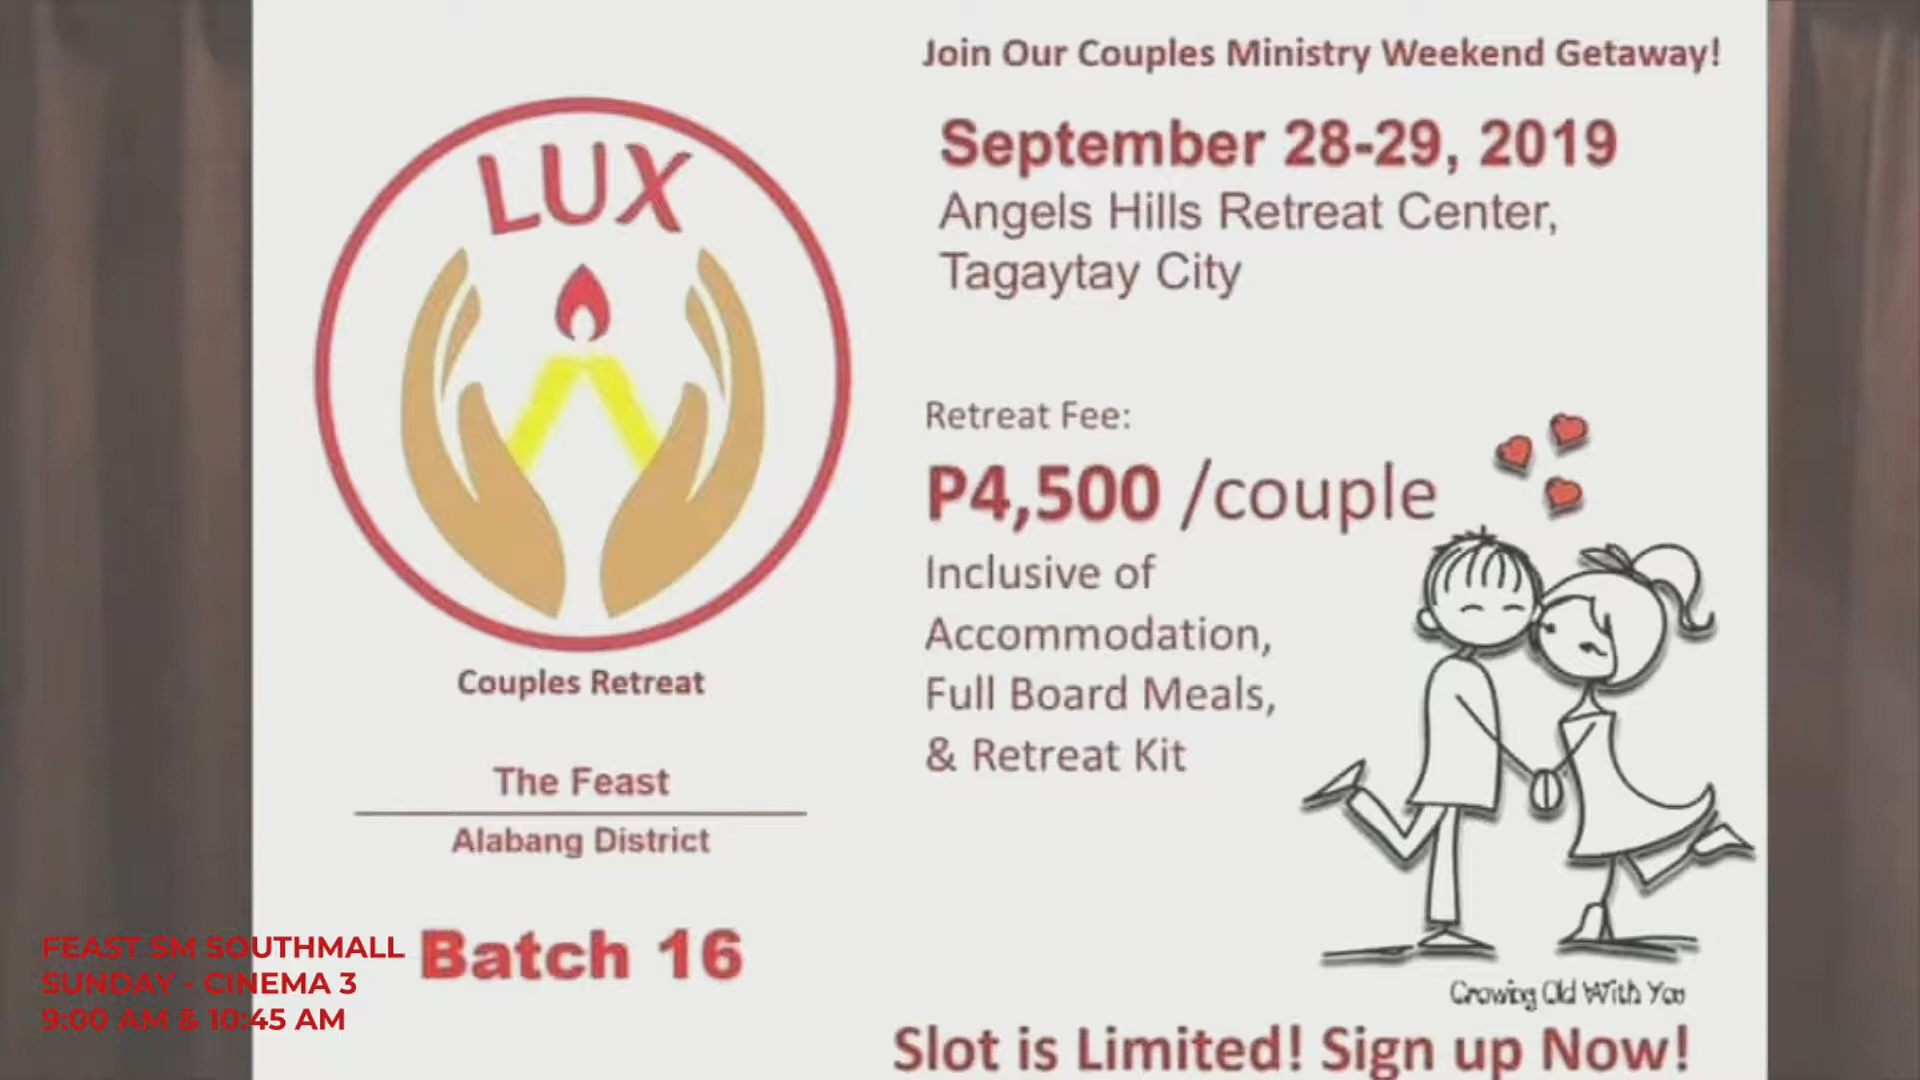 Join Our Couples Ministry Weekend Getaway!
September 28-29, 2019
Angels Hills Retreat Center,
Tagaytay City
LUX
Couples Retreat
The Feast
Alabang District
Batch 16
Retreat Fee:
P4,500 /couple
Inclusive of
Accommodation,
Full Board Meals,
& Retreat Kit
Growing Old With You
Slot is Limited! Sign up Now!
FEAST SM SOUTHMALL
SUNDAY - CINEMA 3
9:00 AM & 10:45 AM